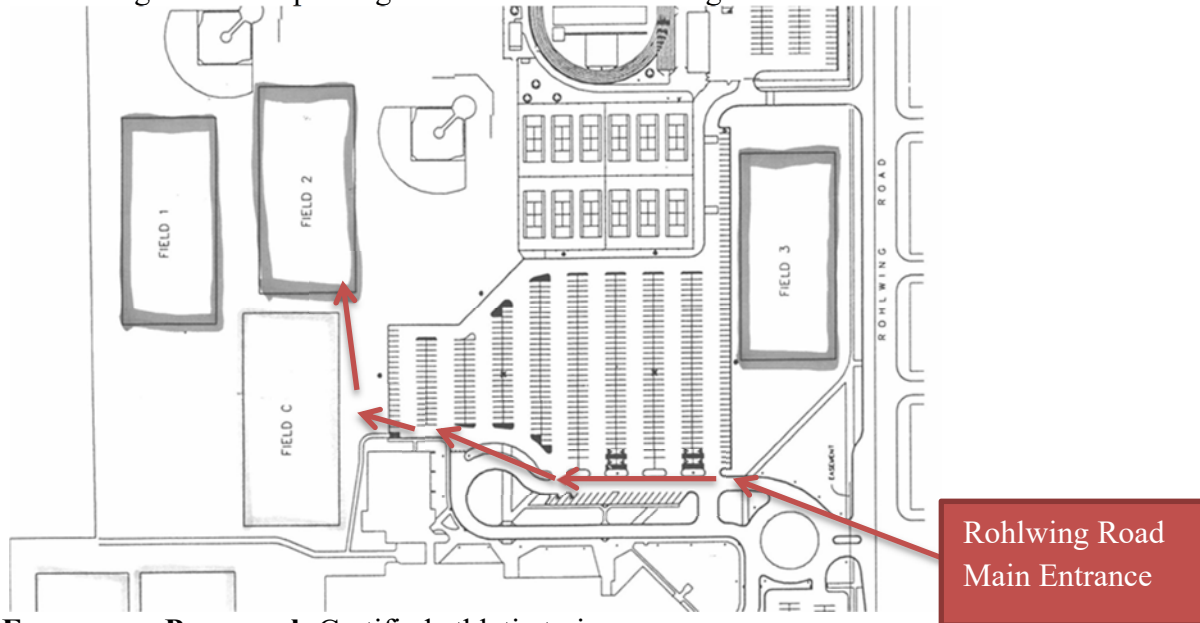 FIELD 1
FIELD 2
FIELD 3
FIELD C
ROHLWING ROAD
EASEMENT
Rohlwing Road
Main Entrance